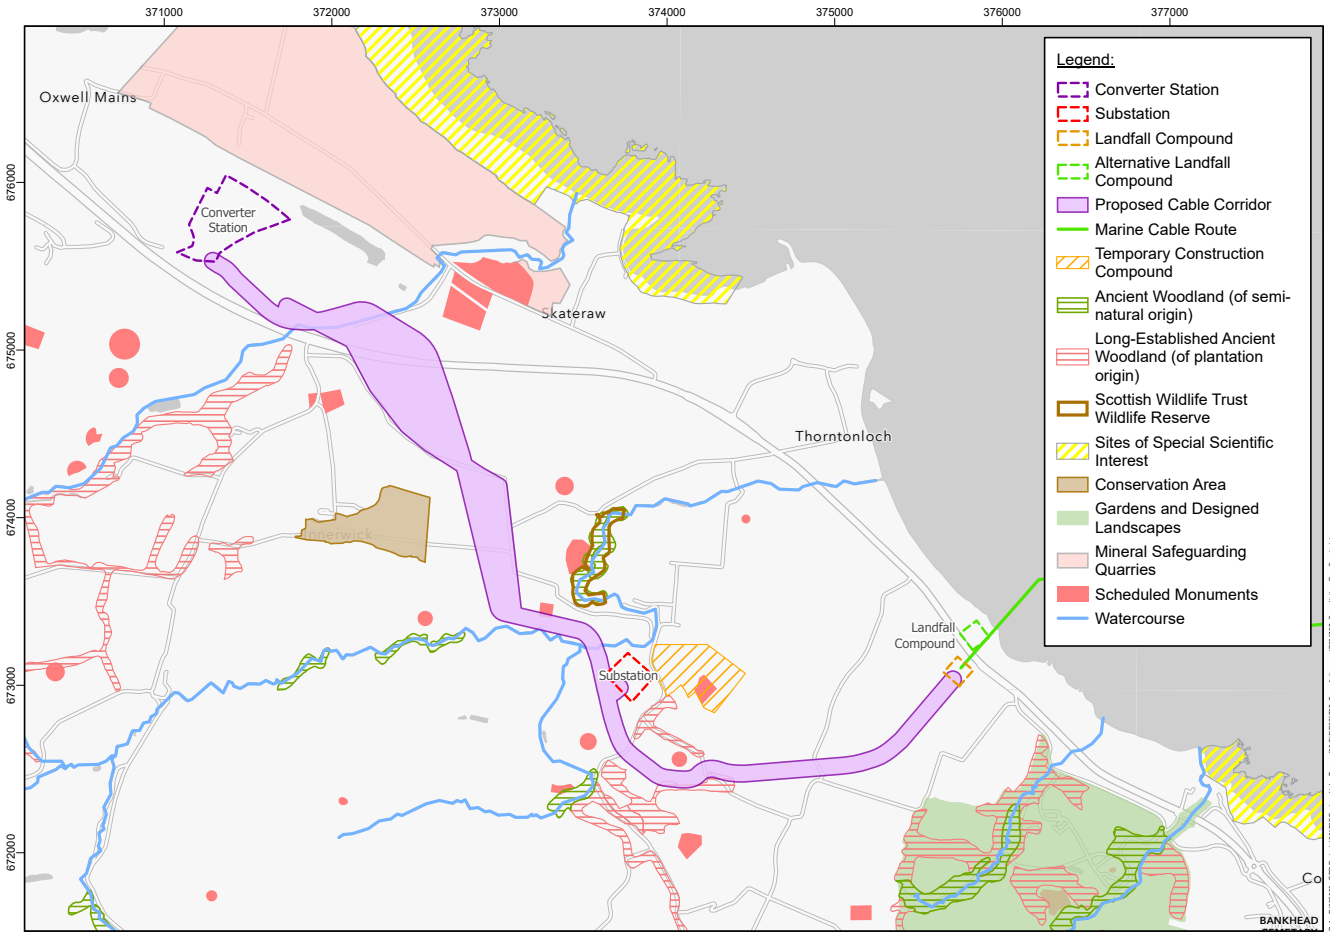 371000
372000
373000
374000
375000
376000
377000
676000
675000
674000
673000
672000
Oxwell Mains
Converter
Station
Skateraw
Thorntonloch
Innerwick
Landfall
Compound
Substation
Co
BANKHEAD
Legend:
Converter Station
Substation
Landfall Compound
Alternative Landfall
Compound
Proposed Cable Corridor
Marine Cable Route
Temporary Construction
Compound
Ancient Woodland (of semi-
natural origin)
Long-Established Ancient
Woodland (of plantation
origin)
Scottish Wildlife Trust
Wildlife Reserve
Sites of Special Scientific
Interest
Conservation Area
Gardens and Designed
Landscapes
Mineral Safeguarding
Quarries
Scheduled Monuments
Watercourse